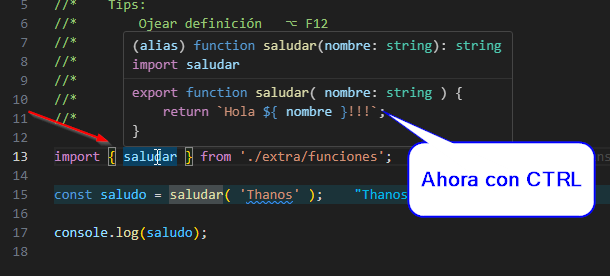 5 //* Tips:
6 //* Ojear definición ⌥ F12
7 //*
(alias) function saludar(nombre: string): string
8 //*
import saludar
9 //*
export function saludar( nombre: string ) {
10 //*
return `Hola ${ nombre }!!!`;
11 //*
}
12 //*
13 import { saludar } from './extra/funciones';
Ahora con CTRL
14
15 const saludo = saludar( 'Thanos' ); "Thanos
16
17 console.log(saludo);
18